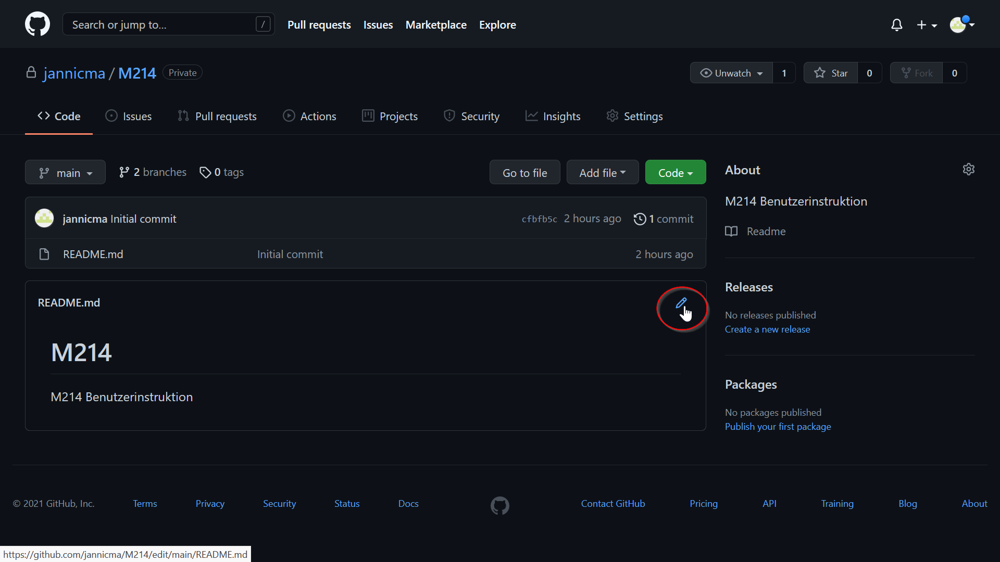 Search or jump to... / Pull requests Issues Marketplace Explore
jannicma / M214 Private Unwatch 1 Star 0 Fork 0
Code Issues Pull requests Actions Projects Security Insights Settings
main 2 branches 0 tags Go to file Add file Code
About
M214 Benutzerinstruktion
Readme
jannicma Initial commit cfbfb5c 2 hours ago 1 commit
README.md Initial commit 2 hours ago
README.md
M214
M214 Benutzerinstruktion
Releases
No releases published
Create a new release
Packages
No packages published
Publish your first package
© 2021 GitHub, Inc. Terms Privacy Security Status Docs Contact GitHub Pricing API Training Blog About
https://github.com/jannicma/M214/edit/main/README.md